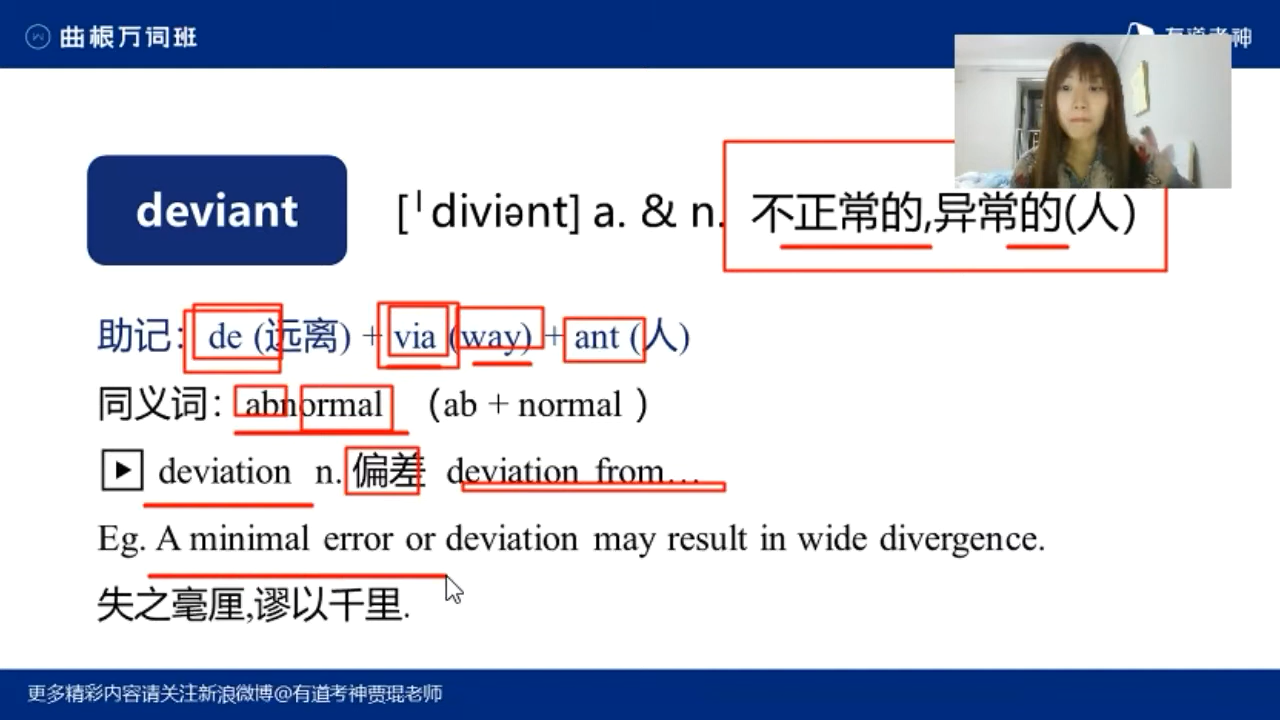 曲根万词班
有道考神
deviant
[ˈdiviənt] a. & n. 不正常的,异常的(人)
助记: de (远离) + via (way) + ant (人)
同义词: abnormal （ab + normal ）
deviation n. 偏差 deviation from…
Eg. A minimal error or deviation may result in wide divergence.
失之毫厘,谬以千里.
更多精彩内容请关注新浪微博@有道考神贾琨老师